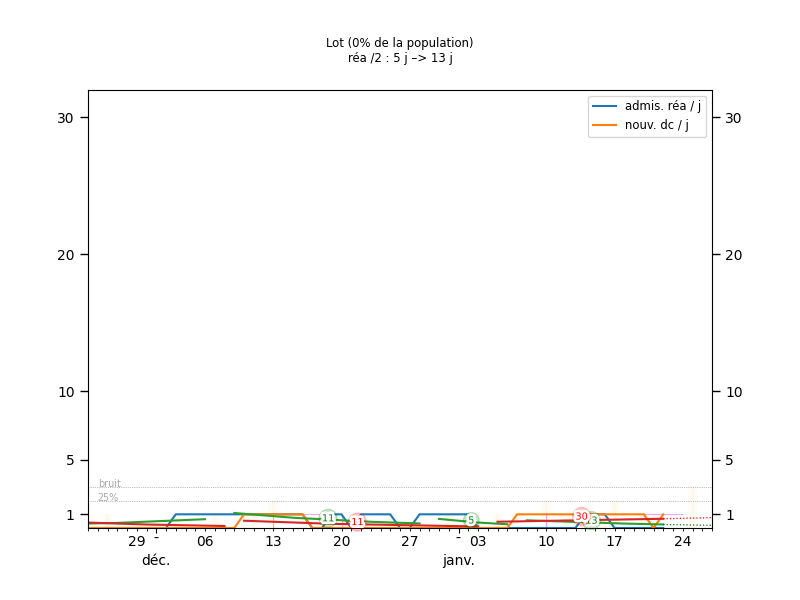 Lot (0% de la population)
réa /2 : 5 j –> 13 j
admis. réa / j
nouv. dc / j
30 30
20 20
10 10
5 5
bruit
25%
1 1
11 11 5 30
29 - 06 13 20 27 - 03 10 17 24
déc. janv.